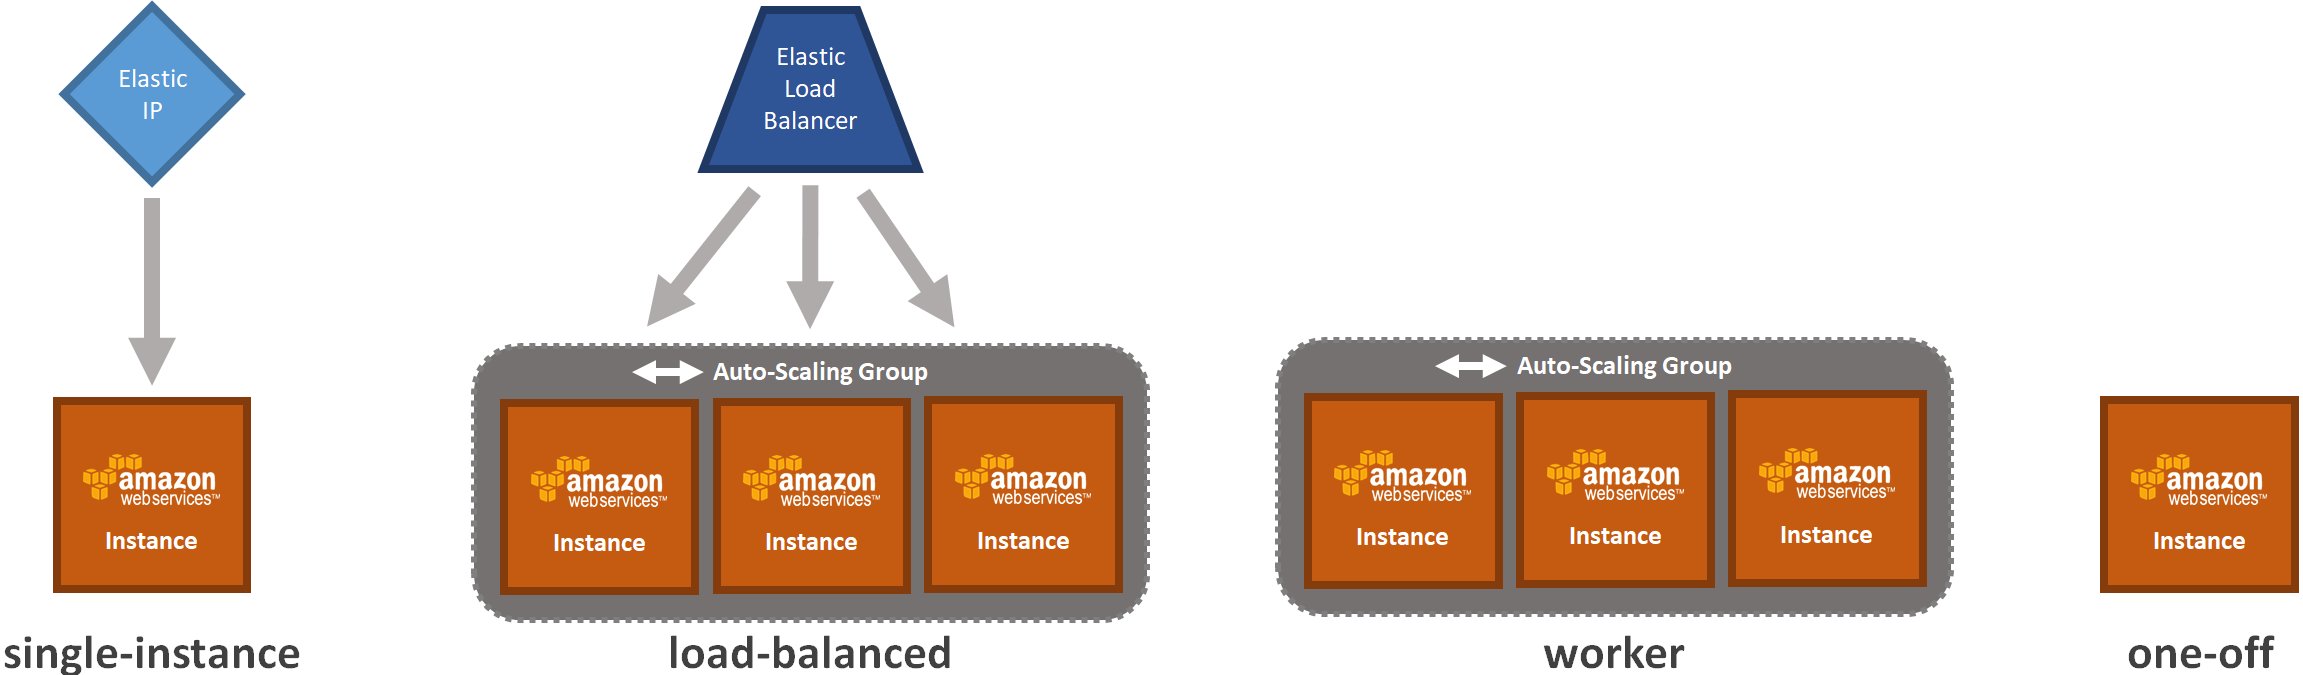 Elastic
IP
amazon
webservices™
Instance
single-instance
Elastic
Load
Balancer
Auto-Scaling Group
amazon
webservices™
Instance
amazon
webservices™
Instance
amazon
webservices™
Instance
load-balanced
Auto-Scaling Group
amazon
webservices™
Instance
amazon
webservices™
Instance
amazon
webservices™
Instance
worker
amazon
webservices™
Instance
one-off